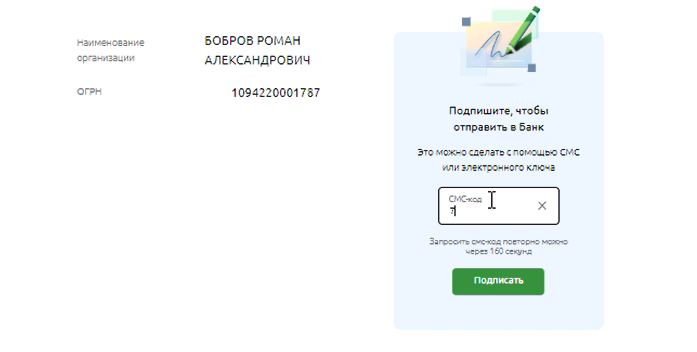 Наименование
организации
БОБРОВ РОМАН
АЛЕКСАНДРОВИЧ
ОГРН
1094220001787
Подпишите, чтобы
отправить в Банк
Это можно сделать с помощью СМС
или электронного ключа
СМС-код
7
Запросить смс-код повторно можно
через 160 секунд
Подписать